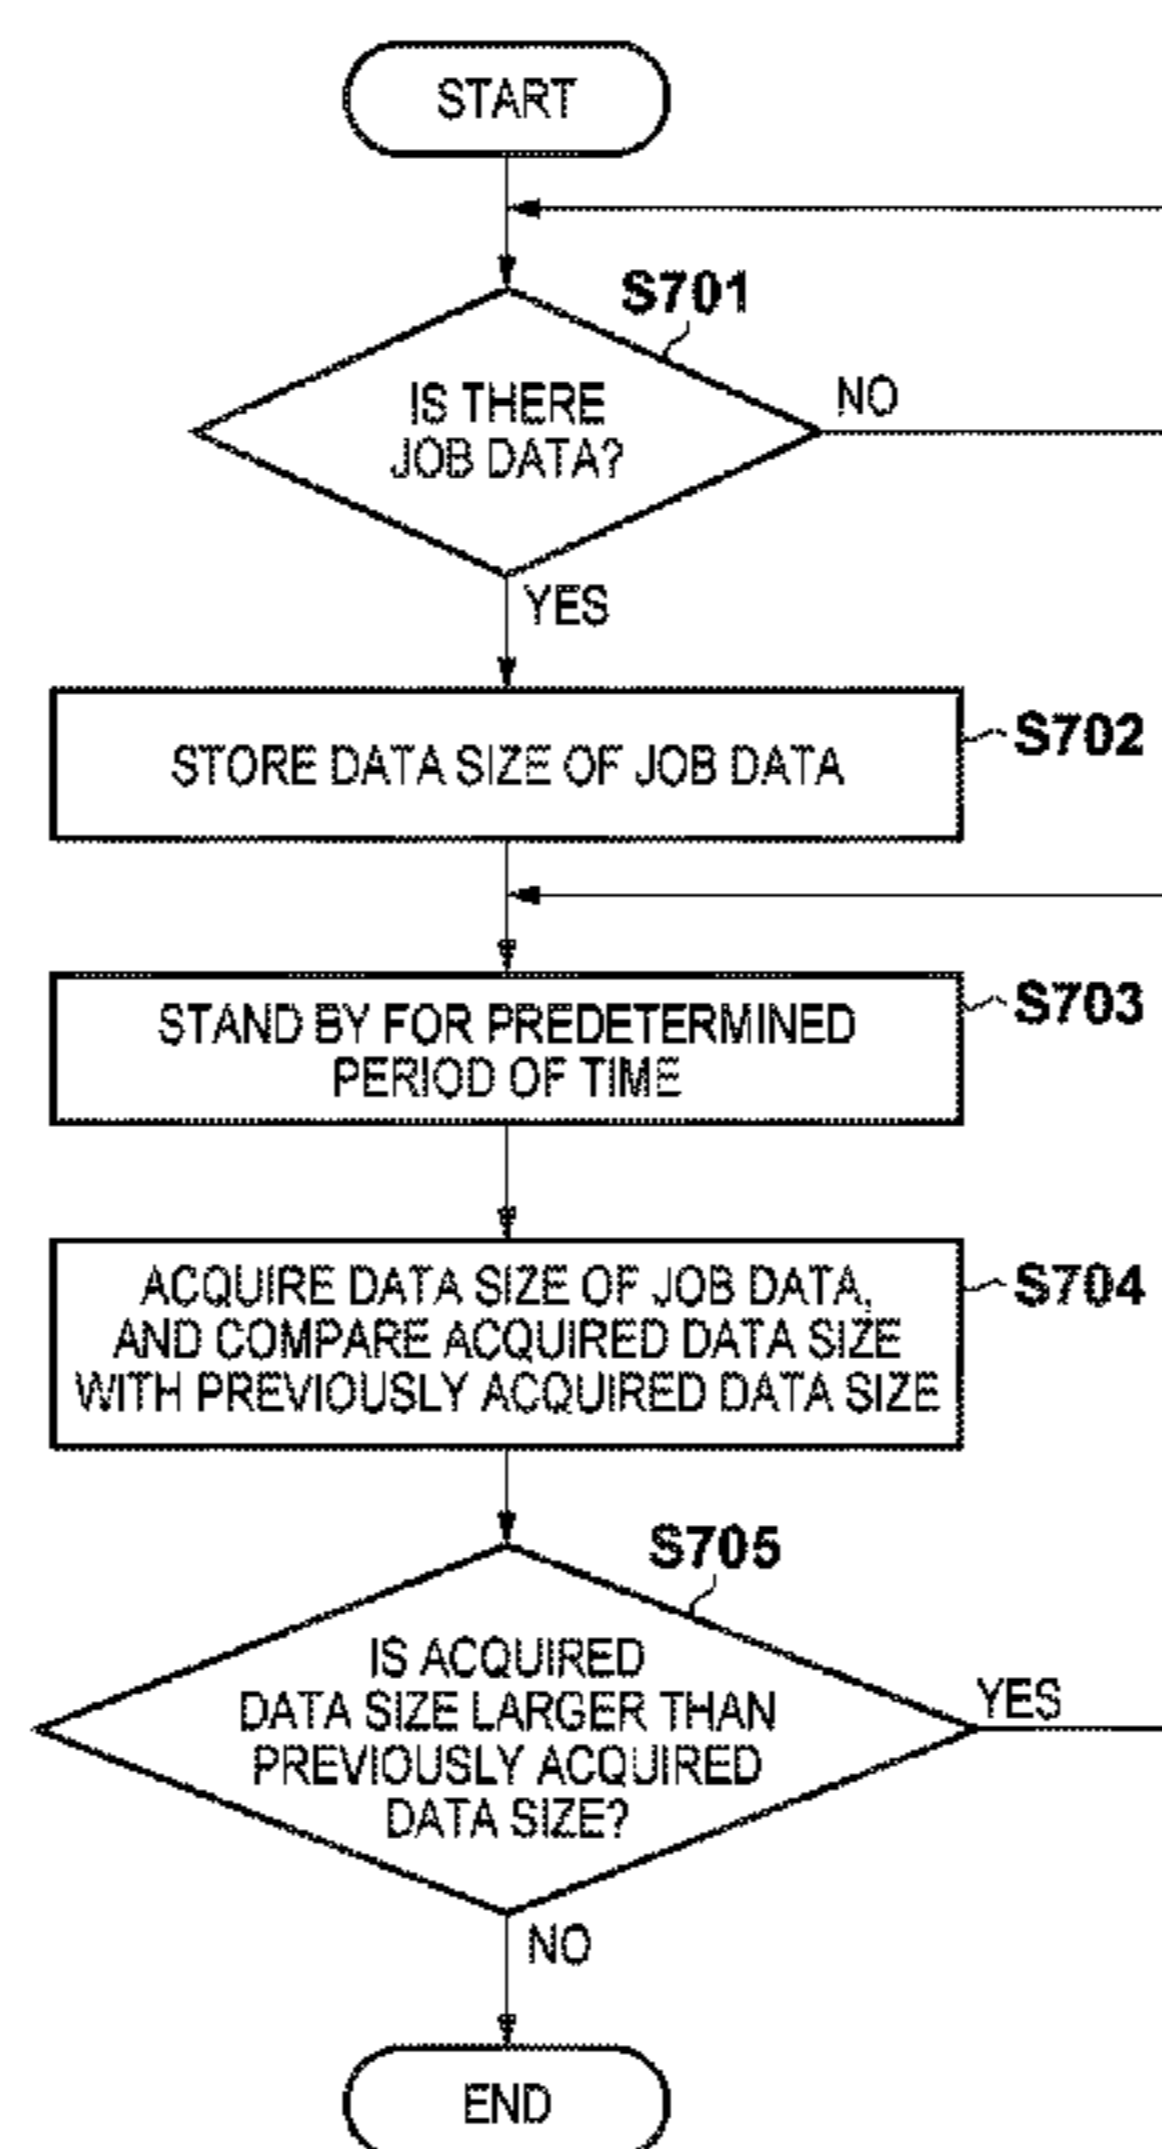 START
S701
IS THERE
JOB DATA?
NO
YES
STORE DATA SIZE OF JOB DATA
S702
STAND BY FOR PREDETERMINED
PERIOD OF TIME
S703
ACQUIRE DATA SIZE OF JOB DATA,
AND COMPARE ACQUIRED DATA SIZE
WITH PREVIOUSLY ACQUIRED DATA SIZE
S704
S705
IS ACQUIRED
DATA SIZE LARGER THAN
PREVIOUSLY ACQUIRED
DATA SIZE?
YES
NO
END